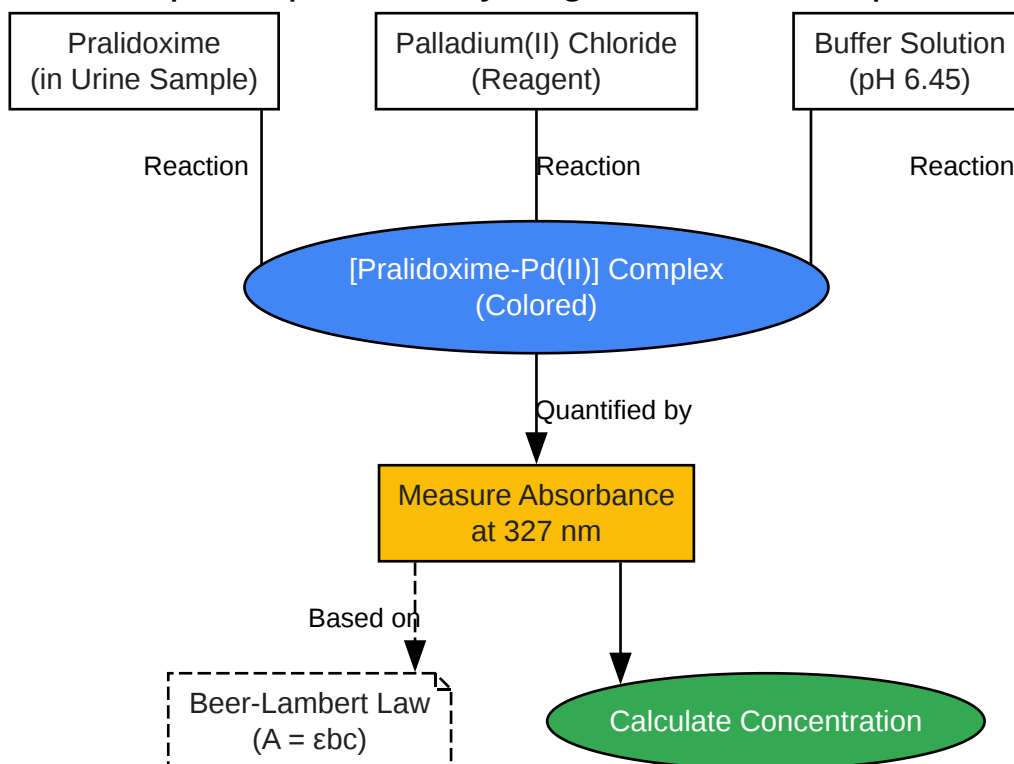 Pralidoxime
(in Urine Sample)
Palladium(II) Chloride
(Reagent)
Buffer Solution
(pH 6.45)
Reaction
Reaction
Reaction
[Pralidoxime-Pd(II)] Complex
(Colored)
Quantified by
Measure Absorbance
at 327 nm
Based on
Beer-Lambert Law
(A = εbc)
Calculate Concentration